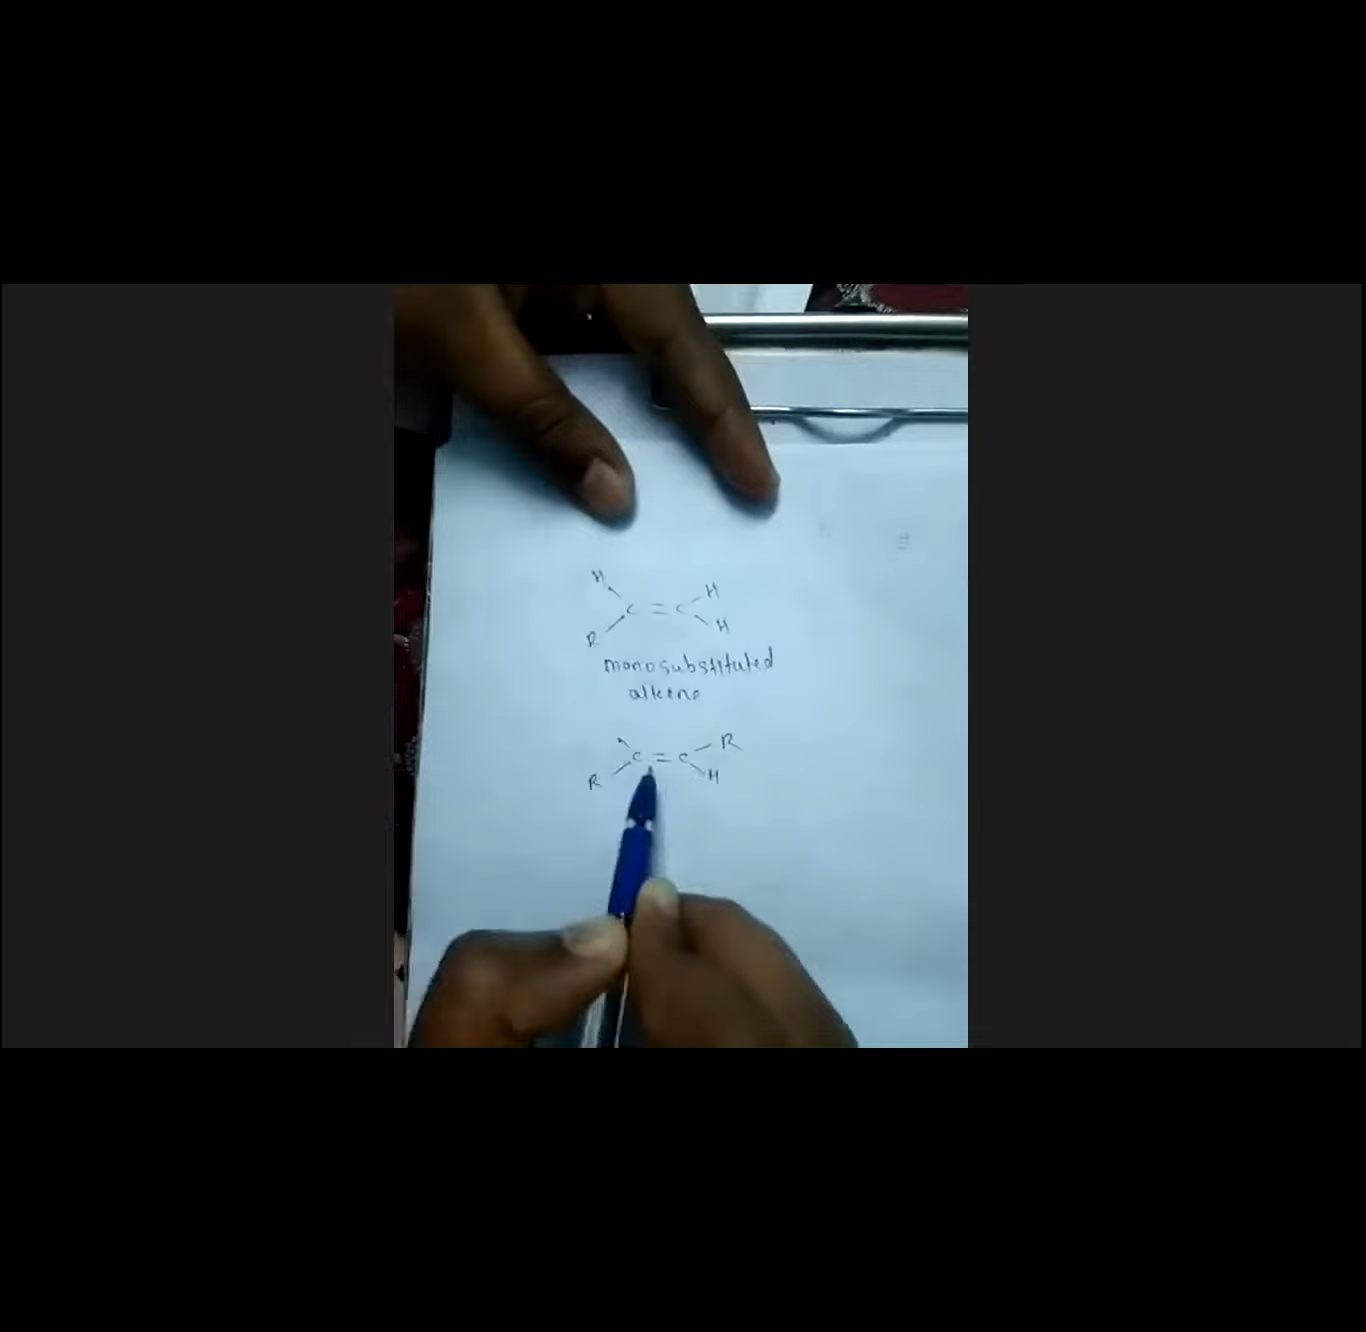 H
C = C H
R H
monosubstituted
alkene
C = C R
R H